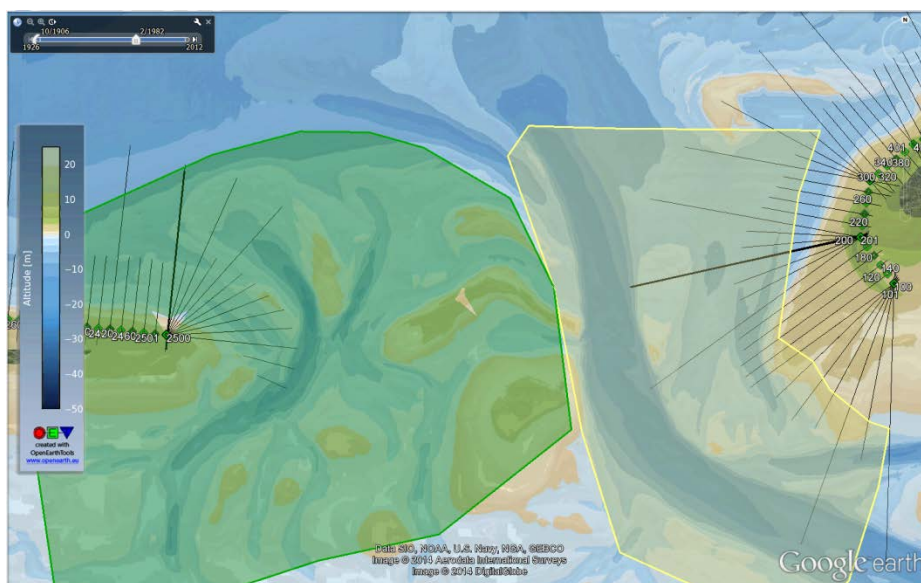 10/1906 2/1982
1926 2012
N
Altitude [m]
20
10
0
−10
−20
−30
−40
−50
created with
OpenEarthTools
www.openearth.eu
2501 2500
401
340 380
300 320
260
220
200 201
180
140
120
101 100
Data SIO, NOAA, U.S. Navy, NGA, GEBCO
Image © 2014 Aerodata International Surveys
Image © 2014 DigitalGlobe
Google earth